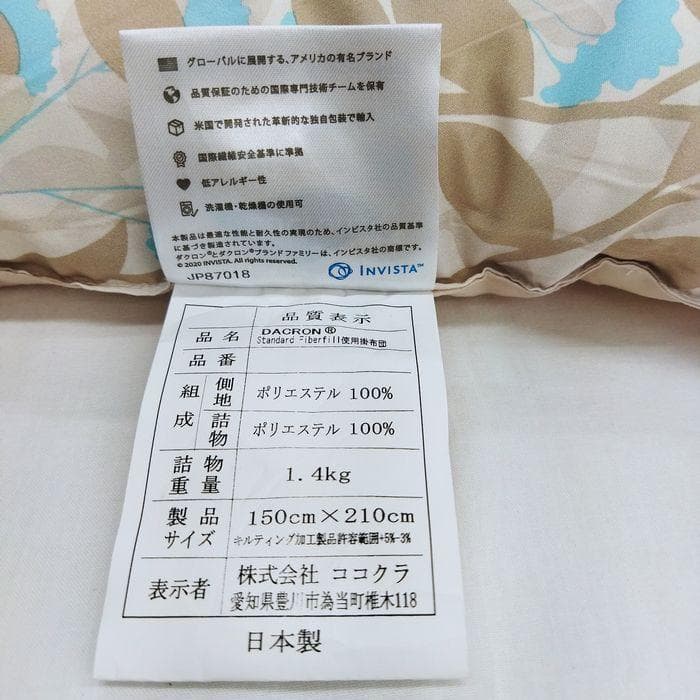 グローバルに展開する、アメリカの有名ブランド
品質保証のための国際専門技術チームを保有
米国で開発された革新的な独自包装で輸入
国際繊維安全基準に準拠
低アレルギー性
洗濯機・乾燥機の使用可
本製品は最適な性能と耐久性の実現のため、インビスタ社の品質基準
に基づき製造されています。
ダクロン®とダクロン®ブランドファミリーは、インビスタ社の商標です。
© 2020 INVISTA. All rights reserved.
JP87018
INVISTA™
品質表示
品名 DACRON®
Standard Fiberfill使用掛布団
品番
組成 側地 ポリエステル 100%
詰物 ポリエステル 100%
詰物重量 1.4kg
製品サイズ 150cm×210cm
キルティング加工製品許容範囲+5%-3%
表示者 株式会社 ココクラ
愛知県豊川市為当町椎木118
日本製